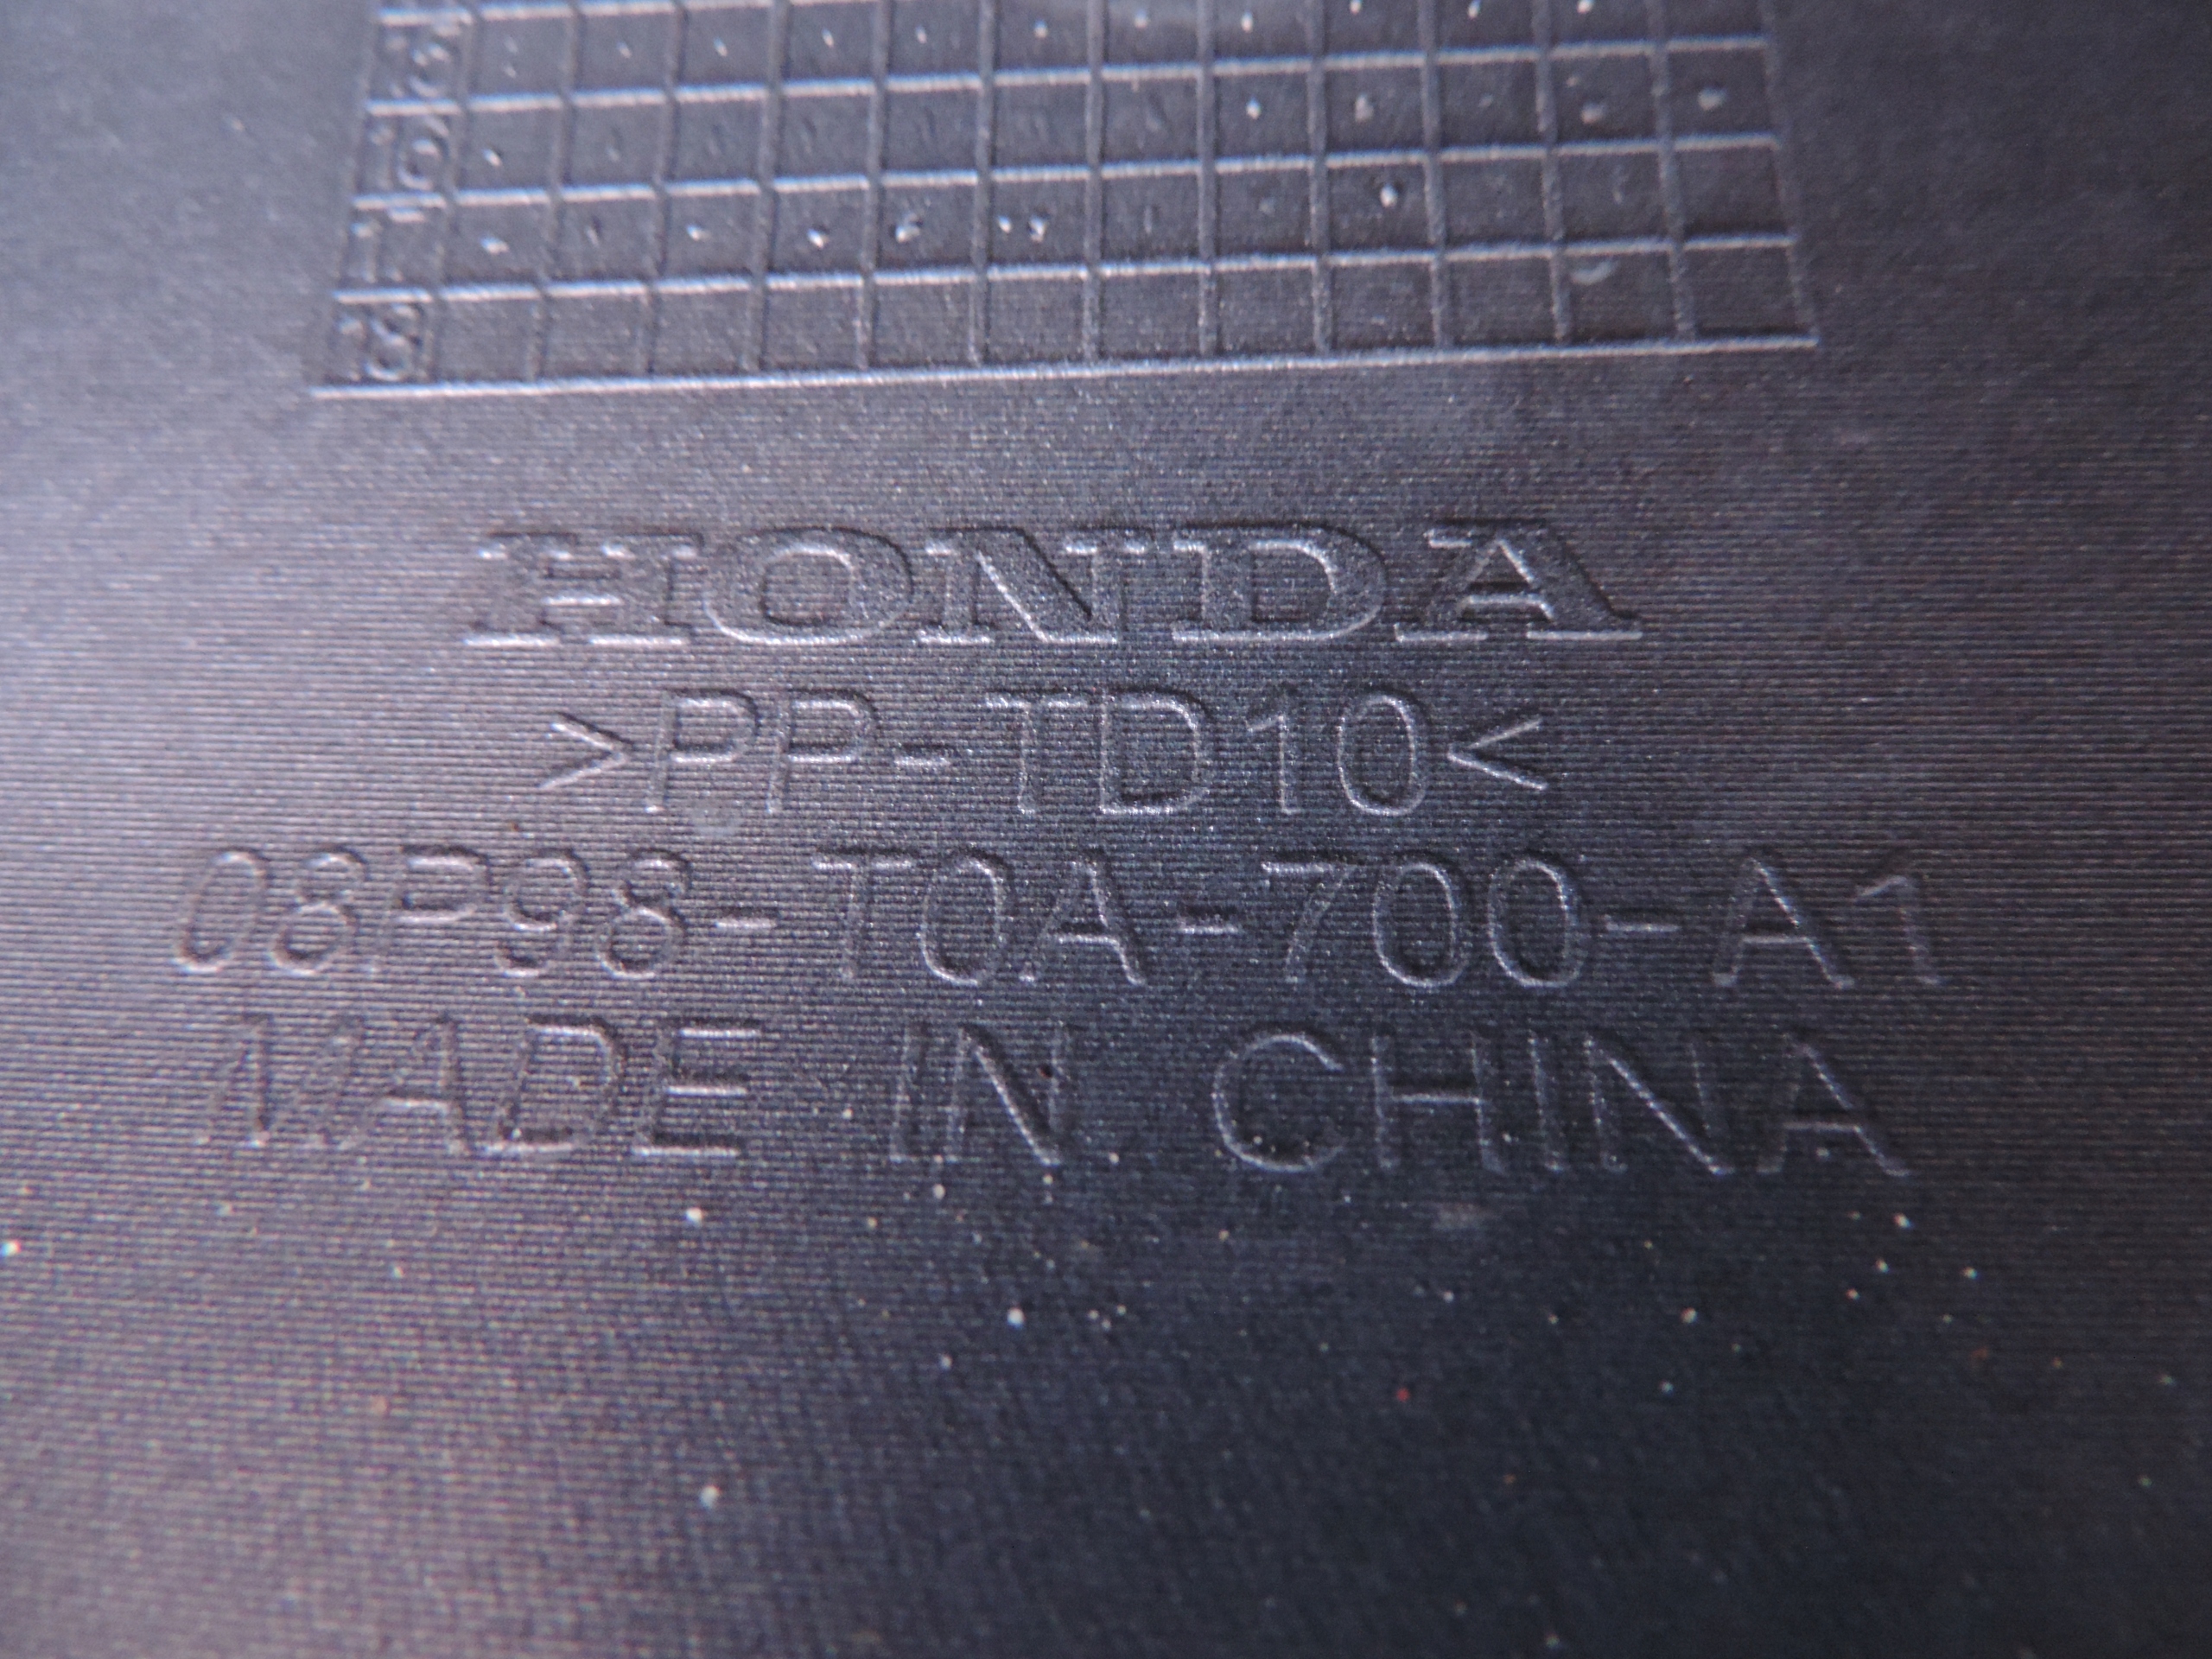 HONDA
>PP-TD10<
08P98-T0A-700-A1
MADE IN CHINA